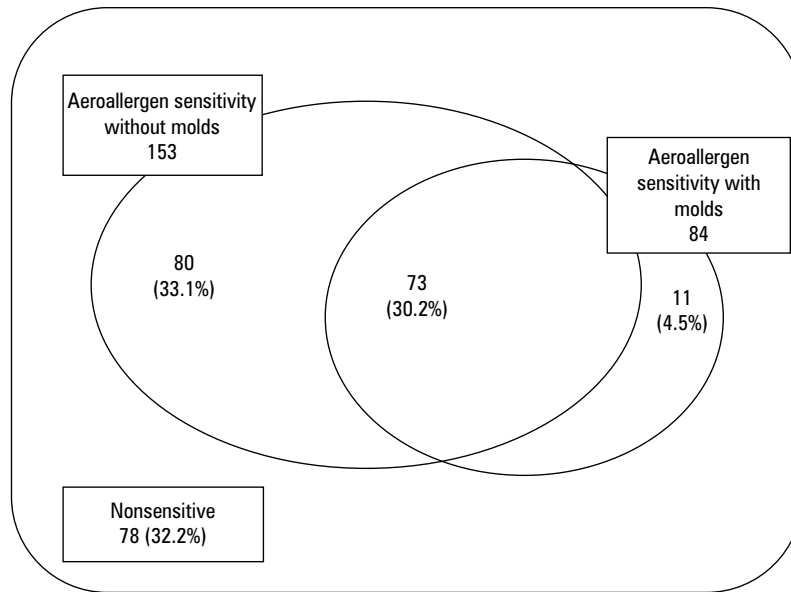 Aeroallergen sensitivity
without molds
153
Aeroallergen
sensitivity with
molds
84
80
(33.1%)
73
(30.2%)
11
(4.5%)
Nonsensitive
78 (32.2%)